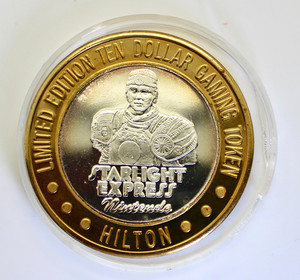 LIMITED EDITION TEN DOLLAR GAMING TOKEN
STARLIGHT
EXPRESS
Nintendo
HILTON